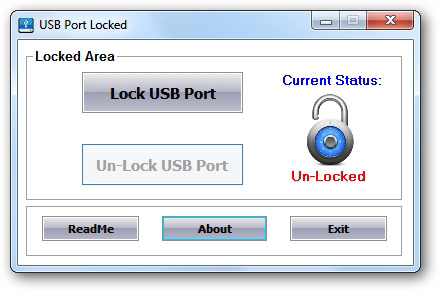 USB Port Locked
Locked Area
Lock USB Port
Current Status:
Un-Lock USB Port
Un-Locked
ReadMe
About
Exit